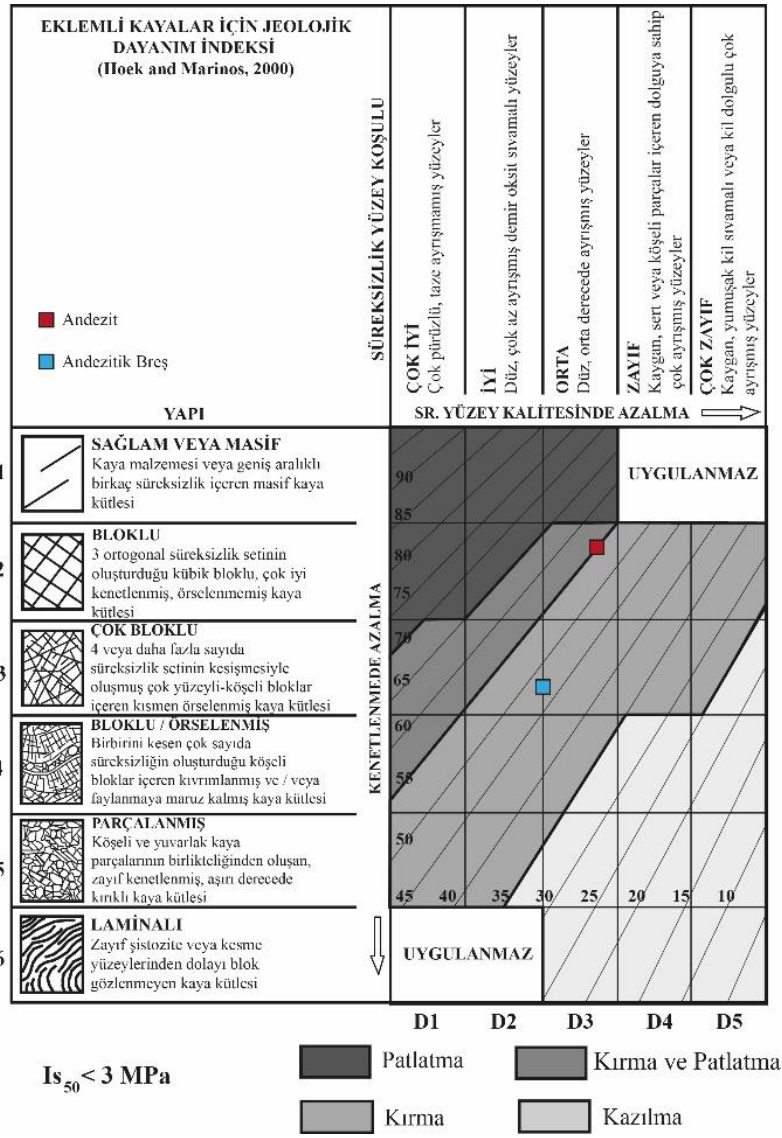 EKLEMLİ KAYALAR İÇİN JEOLOJİK
DAYANIM İNDEKSİ
(Hoek and Marinos, 2000)
Andezit
Andezitik Breş
YAPI
SÜREKSİZLİK YÜZEY KOŞULU
ÇOK İYİ
Çok pürüzlü, taze ayrışmamış yüzeyler
İYİ
Düz, çok az ayrışmış demir oksit sıvamalı yüzeyler
ORTA
Düz, orta derecede ayrışmış yüzeyler
ZAYIF
Kaygan, sert veya köşeli parçalar içeren dolguya sahip
çok ayrışmış yüzeyler
ÇOK ZAYIF
Kaygan, yumuşak kil sıvamalı veya kil dolgulu çok
ayrışmış yüzeyler
SR. YÜZEY KALİTESİNDE AZALMA
1
SAĞLAM VEYA MASİF
Kaya malzemesi veya geniş aralıklı
birkaç süreksizlik içeren masif kaya
kütlesi
2
BLOKLU
3 ortogonal süreksizlik setinin
oluşturduğu kübik bloklu, çok iyi
kenetlenmiş, örselenmemiş kaya
kütlesi
3
ÇOK BLOKLU
4 veya daha fazla sayıda
süreksizlik setinin kesişmesiyle
oluşmuş çok yüzeyli-köşeli bloklar
içeren kısmen örselenmiş kaya kütlesi
4
BLOKLU / ÖRSELENMİŞ
Birbirini kesen çok sayıda
süreksizliğin oluşturduğu köşeli
bloklar içeren kıvrımlanmış ve / veya
faylanmaya maruz kalmış kaya kütlesi
5
PARÇALANMIŞ
Köşeli ve yuvarlak kaya
parçalarının birlikteliğinden oluşan,
zayıf kenetlenmiş, aşırı derecede
kırıklı kaya kütlesi
6
LAMİNALI
Zayıf şistozite veya kesme
yüzeylerinden dolayı blok
gözlenmeyen kaya kütlesi
KENETLENMEDE AZALMA
90
UYGULANMAZ
85
80
75
70
65
60
55
50
45 40 35 30 25 20 15 10
UYGULANMAZ
D1 D2 D3 D4 D5
Is50< 3 MPa
Patlatma
Kırma ve Patlatma
Kırma
Kazılma